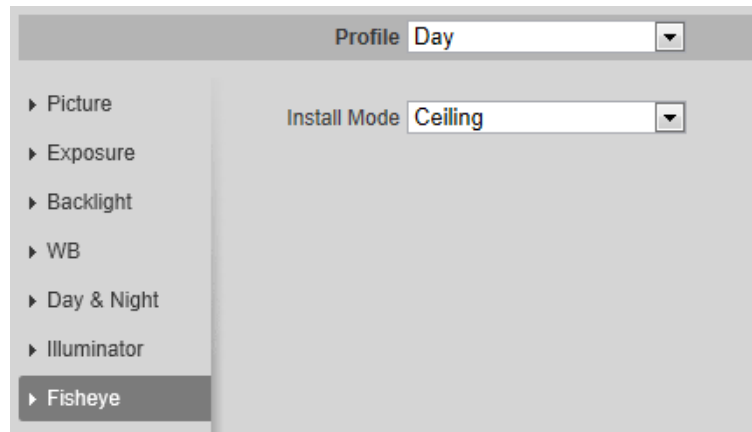 Profile Day
Picture
Install Mode Ceiling
Exposure
Backlight
WB
Day & Night
Illuminator
Fisheye